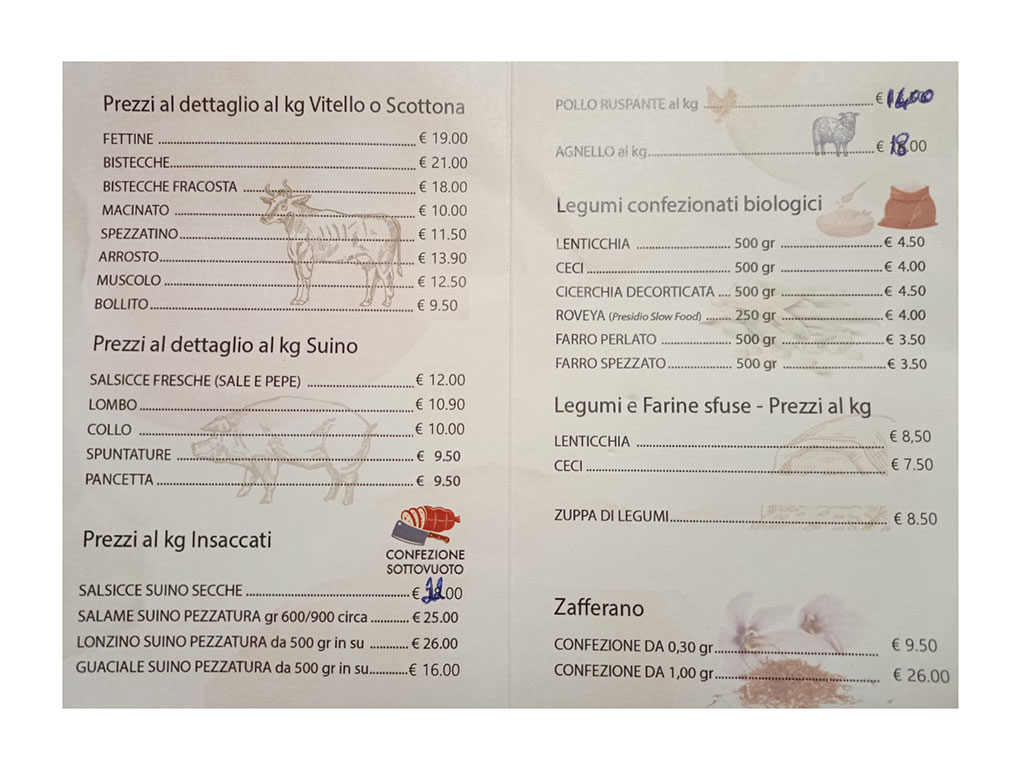 Prezzi al dettaglio al kg Vitello o Scottona
FETTINE € 19.00
BISTECCHE € 21.00
BISTECCHE FRACOSTA € 18.00
MACINATO € 10.00
SPEZZATINO € 11.50
ARROSTO € 13.90
MUSCOLO € 12.50
BOLLITO € 9.50
Prezzi al dettaglio al kg Suino
SALSICCE FRESCHE (SALE E PEPE) € 12.00
LOMBO € 10.90
COLLO € 10.00
SPUNTATURE € 9.50
PANCETTA € 9.50
Prezzi al kg Insaccati
CONFEZIONE
SOTTOVUOTO
SALSICCE SUINO SECCHE €
SALAME SUINO PEZZATURA gr 600/900 circa € 25.00
LONZINO SUINO PEZZATURA da 500 gr in su € 26.00
GUACIALE SUINO PEZZATURA da 500 gr in su € 16.00
POLLO RUSPANTE al kg €
AGNELLO al kg € 18.00
Legumi confezionati biologici
LENTICCHIA 500 gr € 4.50
CECI 500 gr € 4.00
CICERCHIA DECORTICATA 500 gr € 4.50
ROVEYA (Presidio Slow Food) 250 gr € 4.00
FARRO PERLATO 500 gr € 3.50
FARRO SPEZZATO 500 gr € 3.50
Legumi e Farine sfuse - Prezzi al kg
LENTICCHIA € 8,50
CECI € 7.50
ZUPPA DI LEGUMI € 8.50
Zafferano
CONFEZIONE DA 0,30 gr € 9.50
CONFEZIONE DA 1,00 gr € 26.00